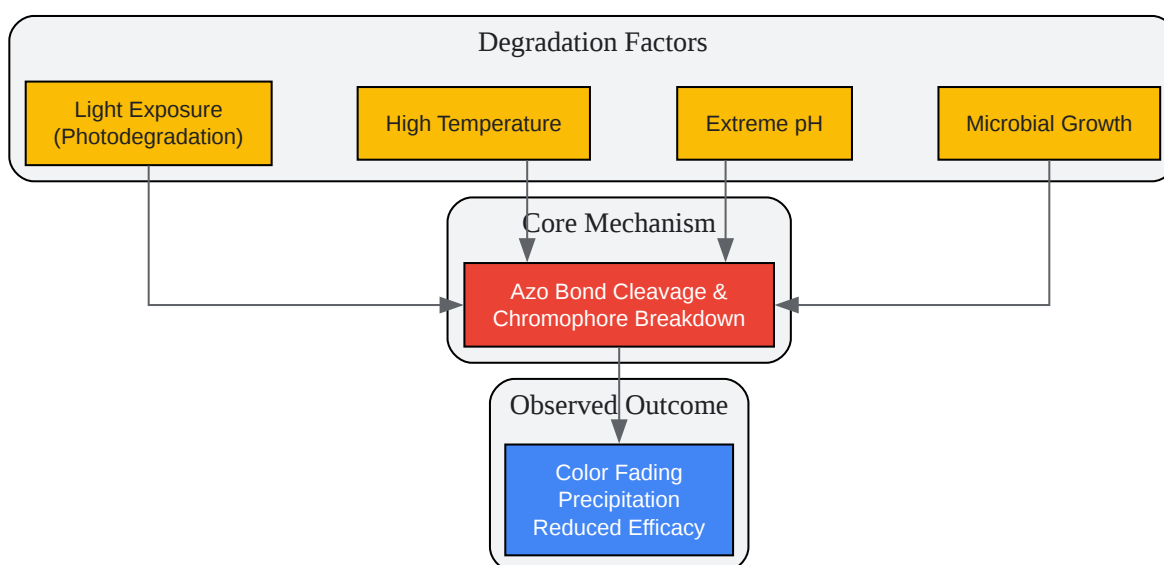 Degradation Factors
Light Exposure
(Photodegradation)
High Temperature
Extreme pH
Microbial Growth
Core Mechanism
Azo Bond Cleavage &
Chromophore Breakdown
Observed Outcome
Color Fading
Precipitation
Reduced Efficacy